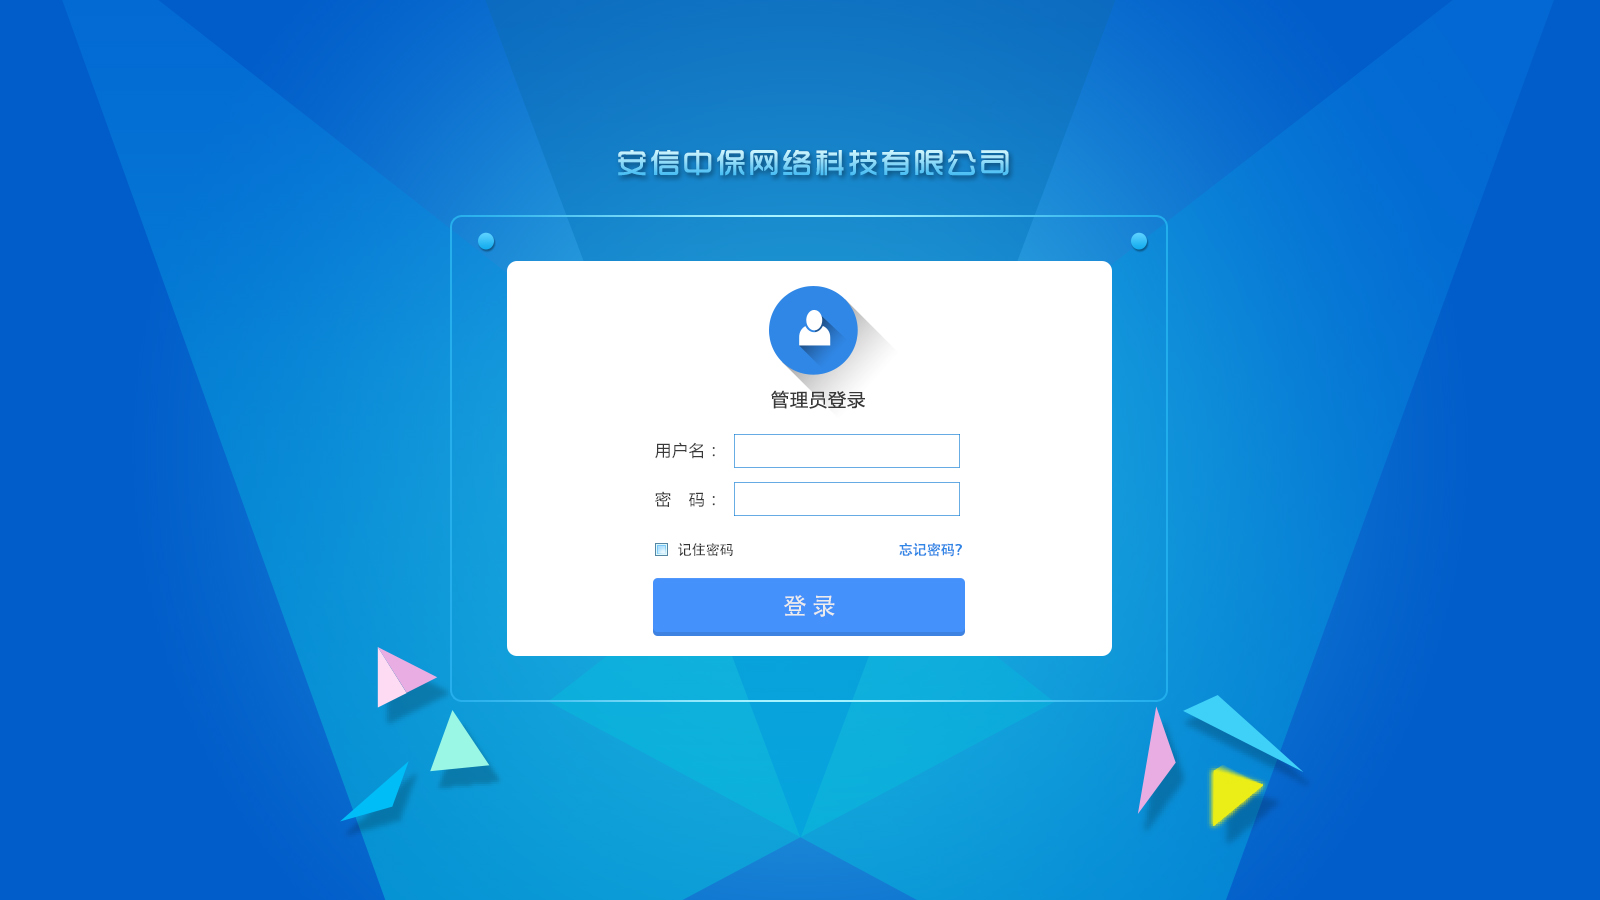 安信中保网络科技有限公司
管理员登录
用户名：
密　码：
记住密码 忘记密码?
登 录